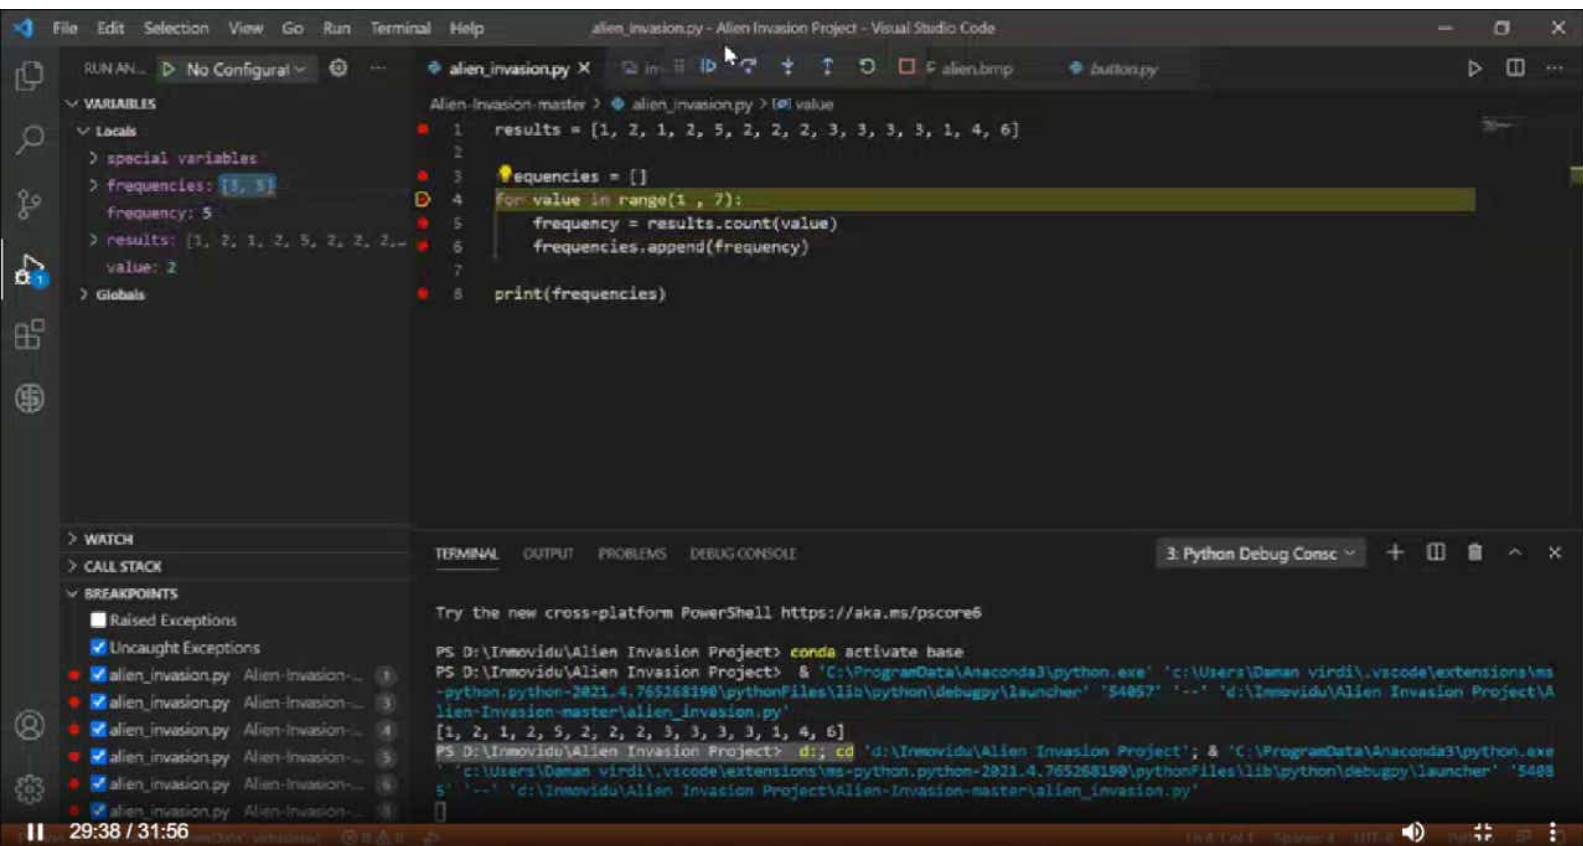 File Edit Selection View Go Run Terminal Help alien_invasion.py - Alien Invasion Project - Visual Studio Code
RUN AN... No Configurat alien_invasion.py alien.bmp button.py
VARIABLES
Alien-Invasion-master > alien_invasion.py > value
Locals
special variables
frequencies: [3, 5]
frequency: 5
results: [1, 2, 1, 2, 5, 2, 2, 2,...
value: 2
Globals
1 results = [1, 2, 1, 2, 5, 2, 2, 2, 3, 3, 3, 3, 1, 4, 6]
2
3 equencies = []
4 for value in range(1 , 7):
5 frequency = results.count(value)
6 frequencies.append(frequency)
7
8 print(frequencies)
WATCH
CALL STACK
BREAKPOINTS
Raised Exceptions
Uncaught Exceptions
alien_invasion.py Alien-Invasion-... 1
alien_invasion.py Alien-Invasion-... 3
alien_invasion.py Alien-Invasion-... 4
alien_invasion.py Alien-Invasion-... 5
alien_invasion.py Alien-Invasion-... 6
alien_invasion.py Alien-Invasion-...
TERMINAL OUTPUT PROBLEMS DEBUG CONSOLE 3: Python Debug Consc
Try the new cross-platform PowerShell https://aka.ms/pscore6
PS D:\Inmovidu\Alien Invasion Project> conda activate base
PS D:\Inmovidu\Alien Invasion Project> & 'C:\ProgramData\Anaconda3\python.exe' 'c:\Users\Daman virdi\.vscode\extensions\ms
-python.python-2021.4.765268190\pythonFiles\lib\python\debugpy\launcher' '54057' '--' 'd:\Inmovidu\Alien Invasion Project\A
lien-Invasion-master\alien_invasion.py'
[1, 2, 1, 2, 5, 2, 2, 2, 3, 3, 3, 3, 1, 4, 6]
PS D:\Inmovidu\Alien Invasion Project> d:; cd 'd:\Inmovidu\Alien Invasion Project'; & 'C:\ProgramData\Anaconda3\python.exe
' 'c:\Users\Daman virdi\.vscode\extensions\ms-python.python-2021.4.765268190\pythonFiles\lib\python\debugpy\launcher' '5408
5' '--' 'd:\Inmovidu\Alien Invasion Project\Alien-Invasion-master\alien_invasion.py'
29:38 / 31:56